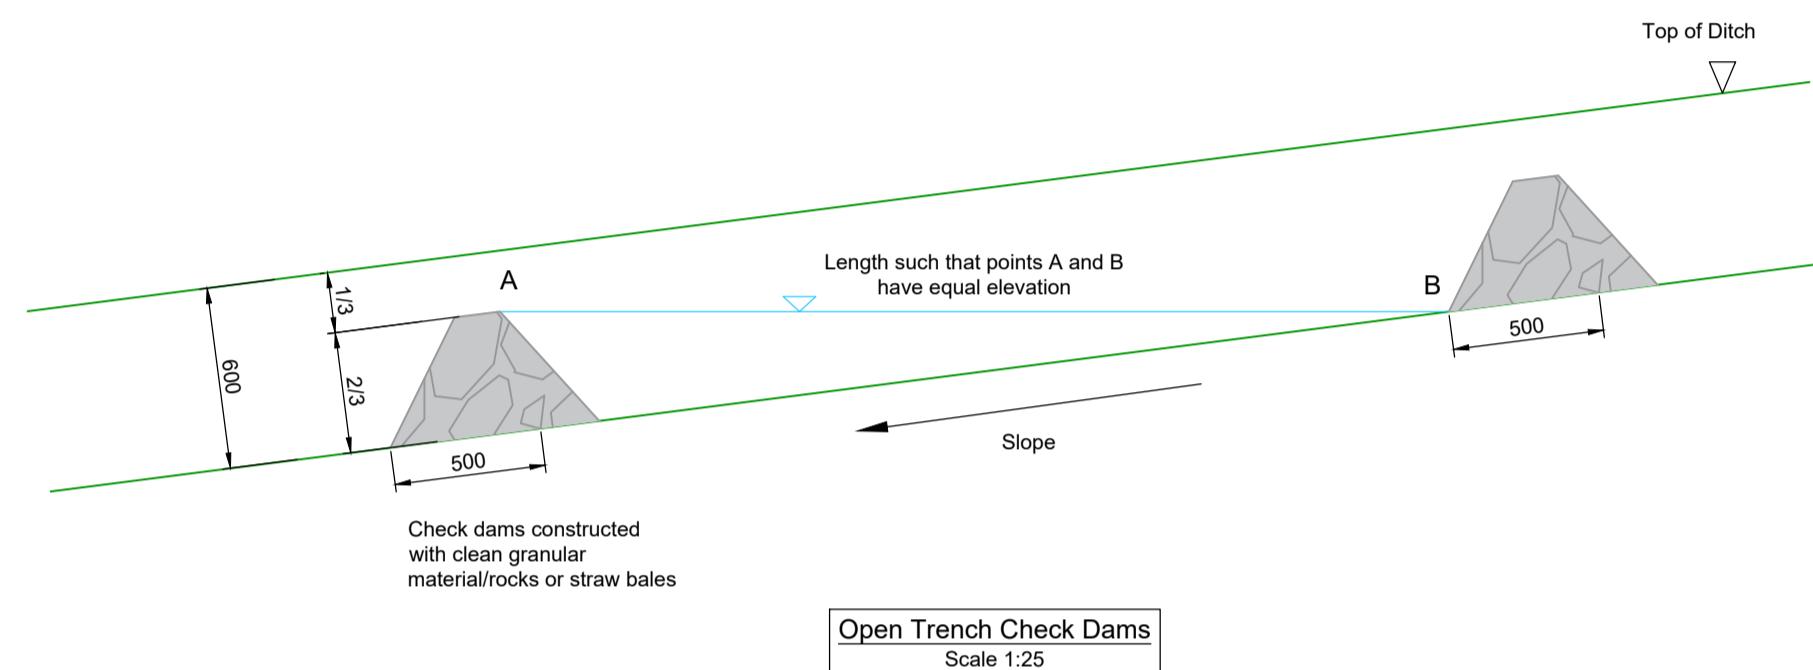 Top of Ditch
A
Length such that points A and B
have equal elevation
B
1/3
600
2/3
500
500
Slope
Check dams constructed
with clean granular
material/rocks or straw bales
Open Trench Check Dams
Scale 1:25